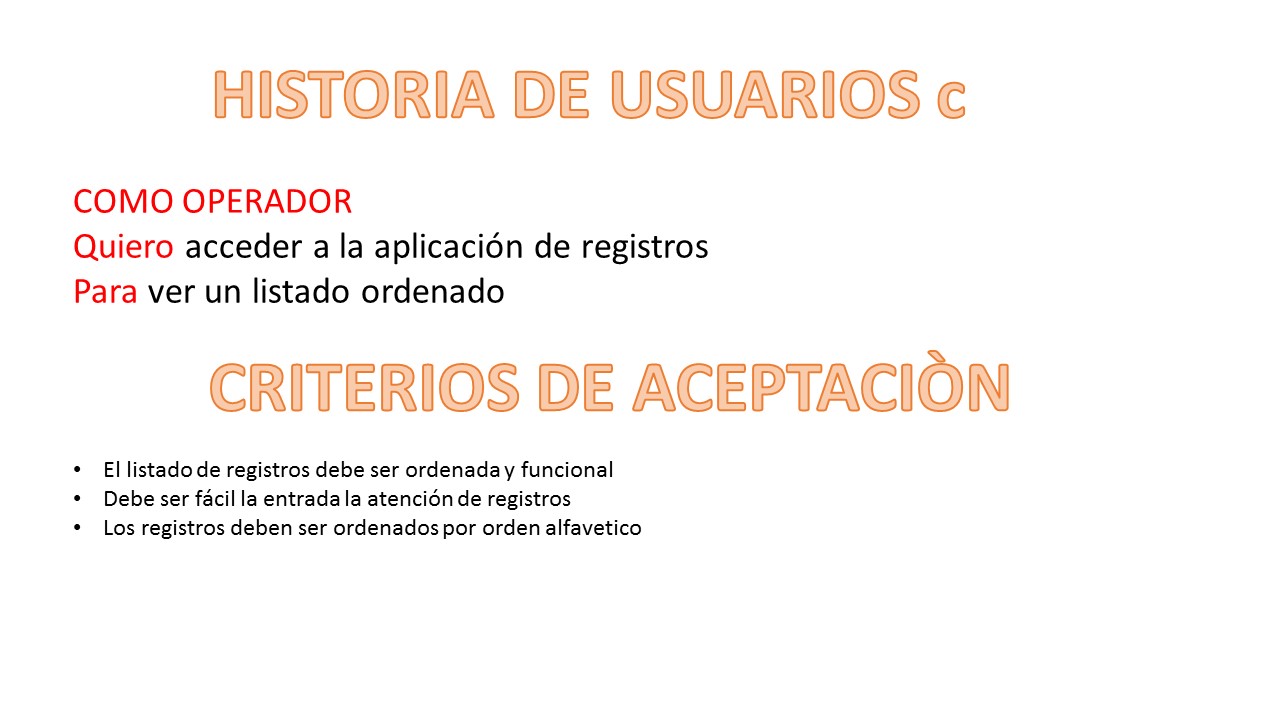 HISTORIA DE USUARIOS c
COMO OPERADOR
Quiero acceder a la aplicación de registros
Para ver un listado ordenado
CRITERIOS DE ACEPTACIÒN
• El listado de registros debe ser ordenada y funcional
• Debe ser fácil la entrada la atención de registros
• Los registros deben ser ordenados por orden alfavetico